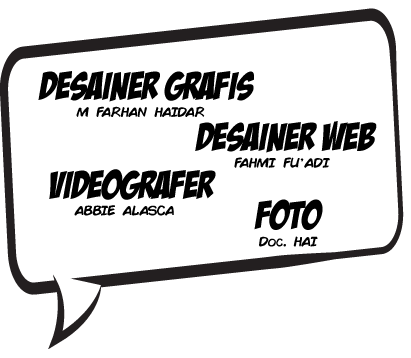 DESAINER GRAFIS
M FARHAN HAIDAR
DESAINER WEB
FAHMI FU'ADI
VIDEOGRAFER
ABBIE ALASCA
FOTO
DOC. HAI